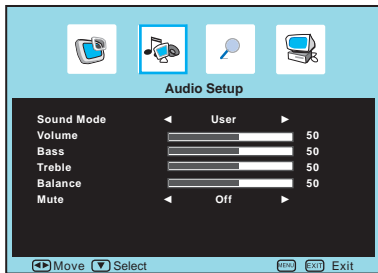 Audio Setup
Sound Mode ◄ User ►
Volume 50
Bass 50
Treble 50
Balance 50
Mute ◄ Off ►
Move Select MENU EXIT Exit